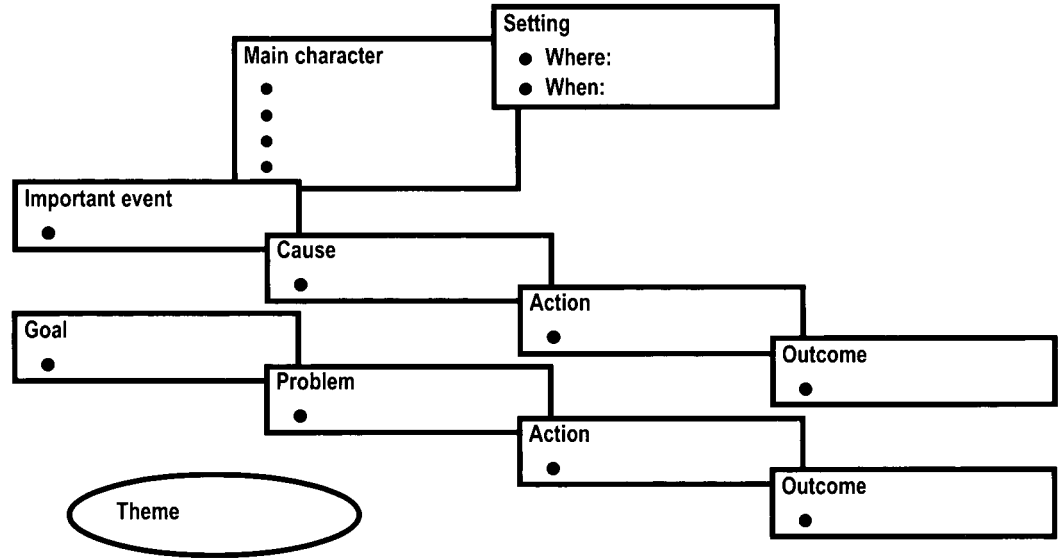 Setting
● Where:
● When:
Main character
●
●
●
●
Important event
●
Cause
●
Action
●
Outcome
●
Goal
●
Problem
●
Action
●
Outcome
●
Theme